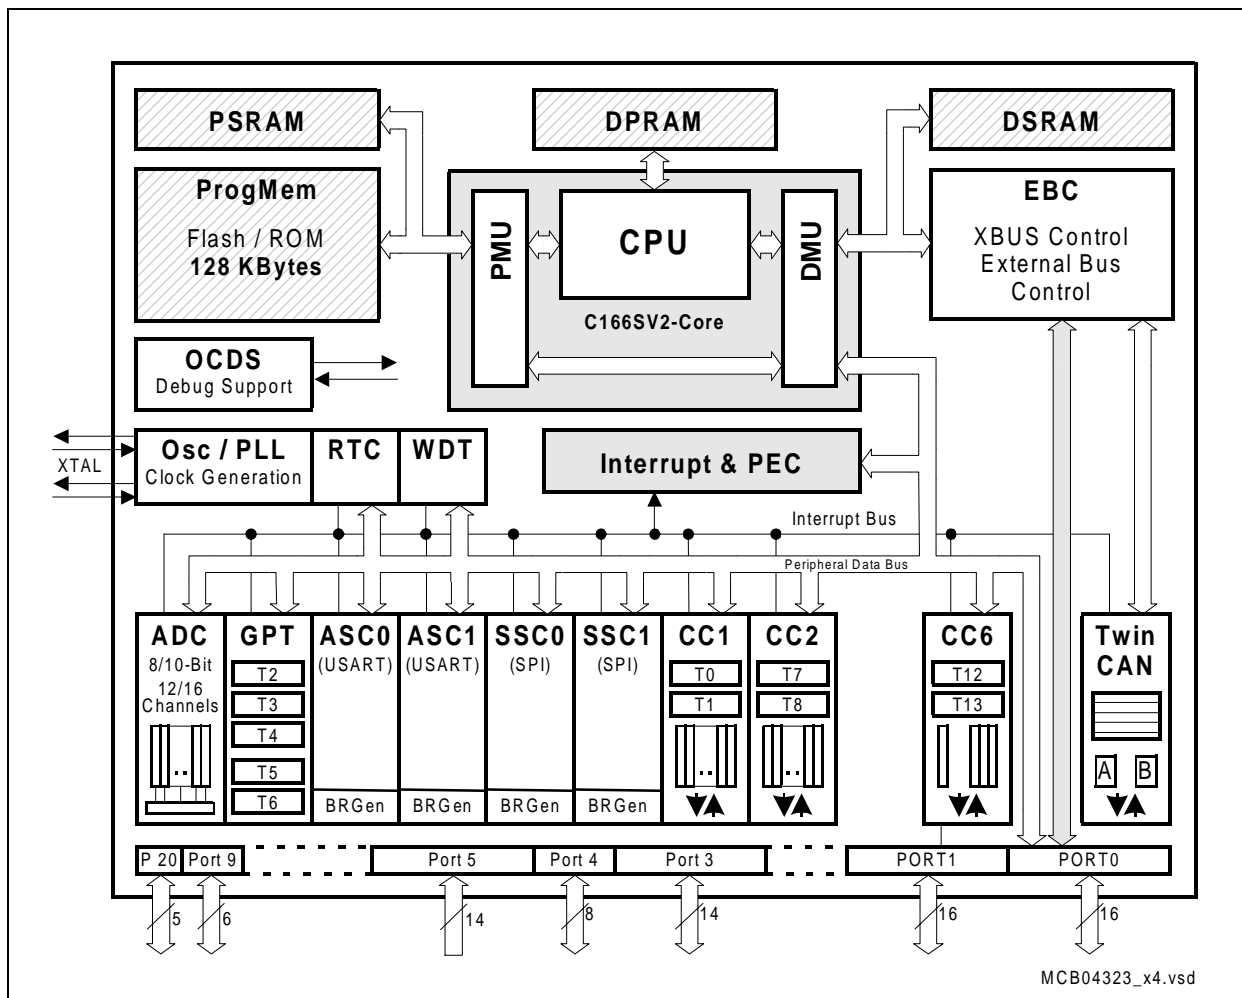 PSRAM
DPRAM
DSRAM
ProgMem
Flash / ROM
128 KBytes
PMU
CPU
DMU
C166SV2-Core
EBC
XBUS Control
External Bus
Control
OCDS
Debug Support
XTAL
Osc / PLL
Clock Generation
RTC
WDT
Interrupt & PEC
Interrupt Bus
Peripheral Data Bus
ADC
8/10-Bit
12/16
Channels
..
GPT
T2
T3
T4
T5
T6
ASC0
(USART)
BRGen
ASC1
(USART)
BRGen
SSC0
(SPI)
BRGen
SSC1
(SPI)
BRGen
CC1
T0
T1
..
CC2
T7
T8
..
CC6
T12
T13
Twin
CAN
A B
P 20
Port 9
Port 5
Port 4
Port 3
PORT1
PORT0
5
6
14
8
14
16
16
MCB04323_x4.vsd